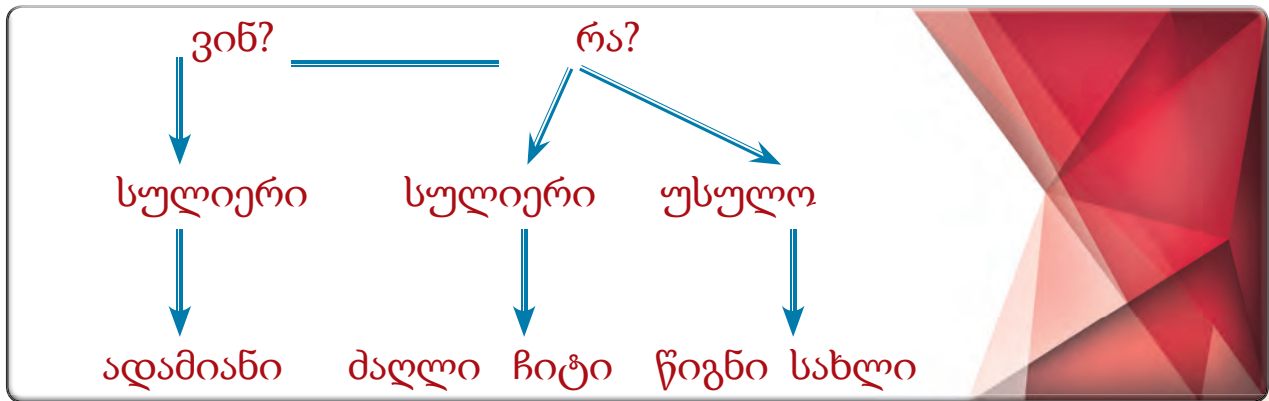 ვინ? რა?
სულიერი სულიერი უსულო
ადამიანი ძაღლი ჩიტი წიგნი სახლი